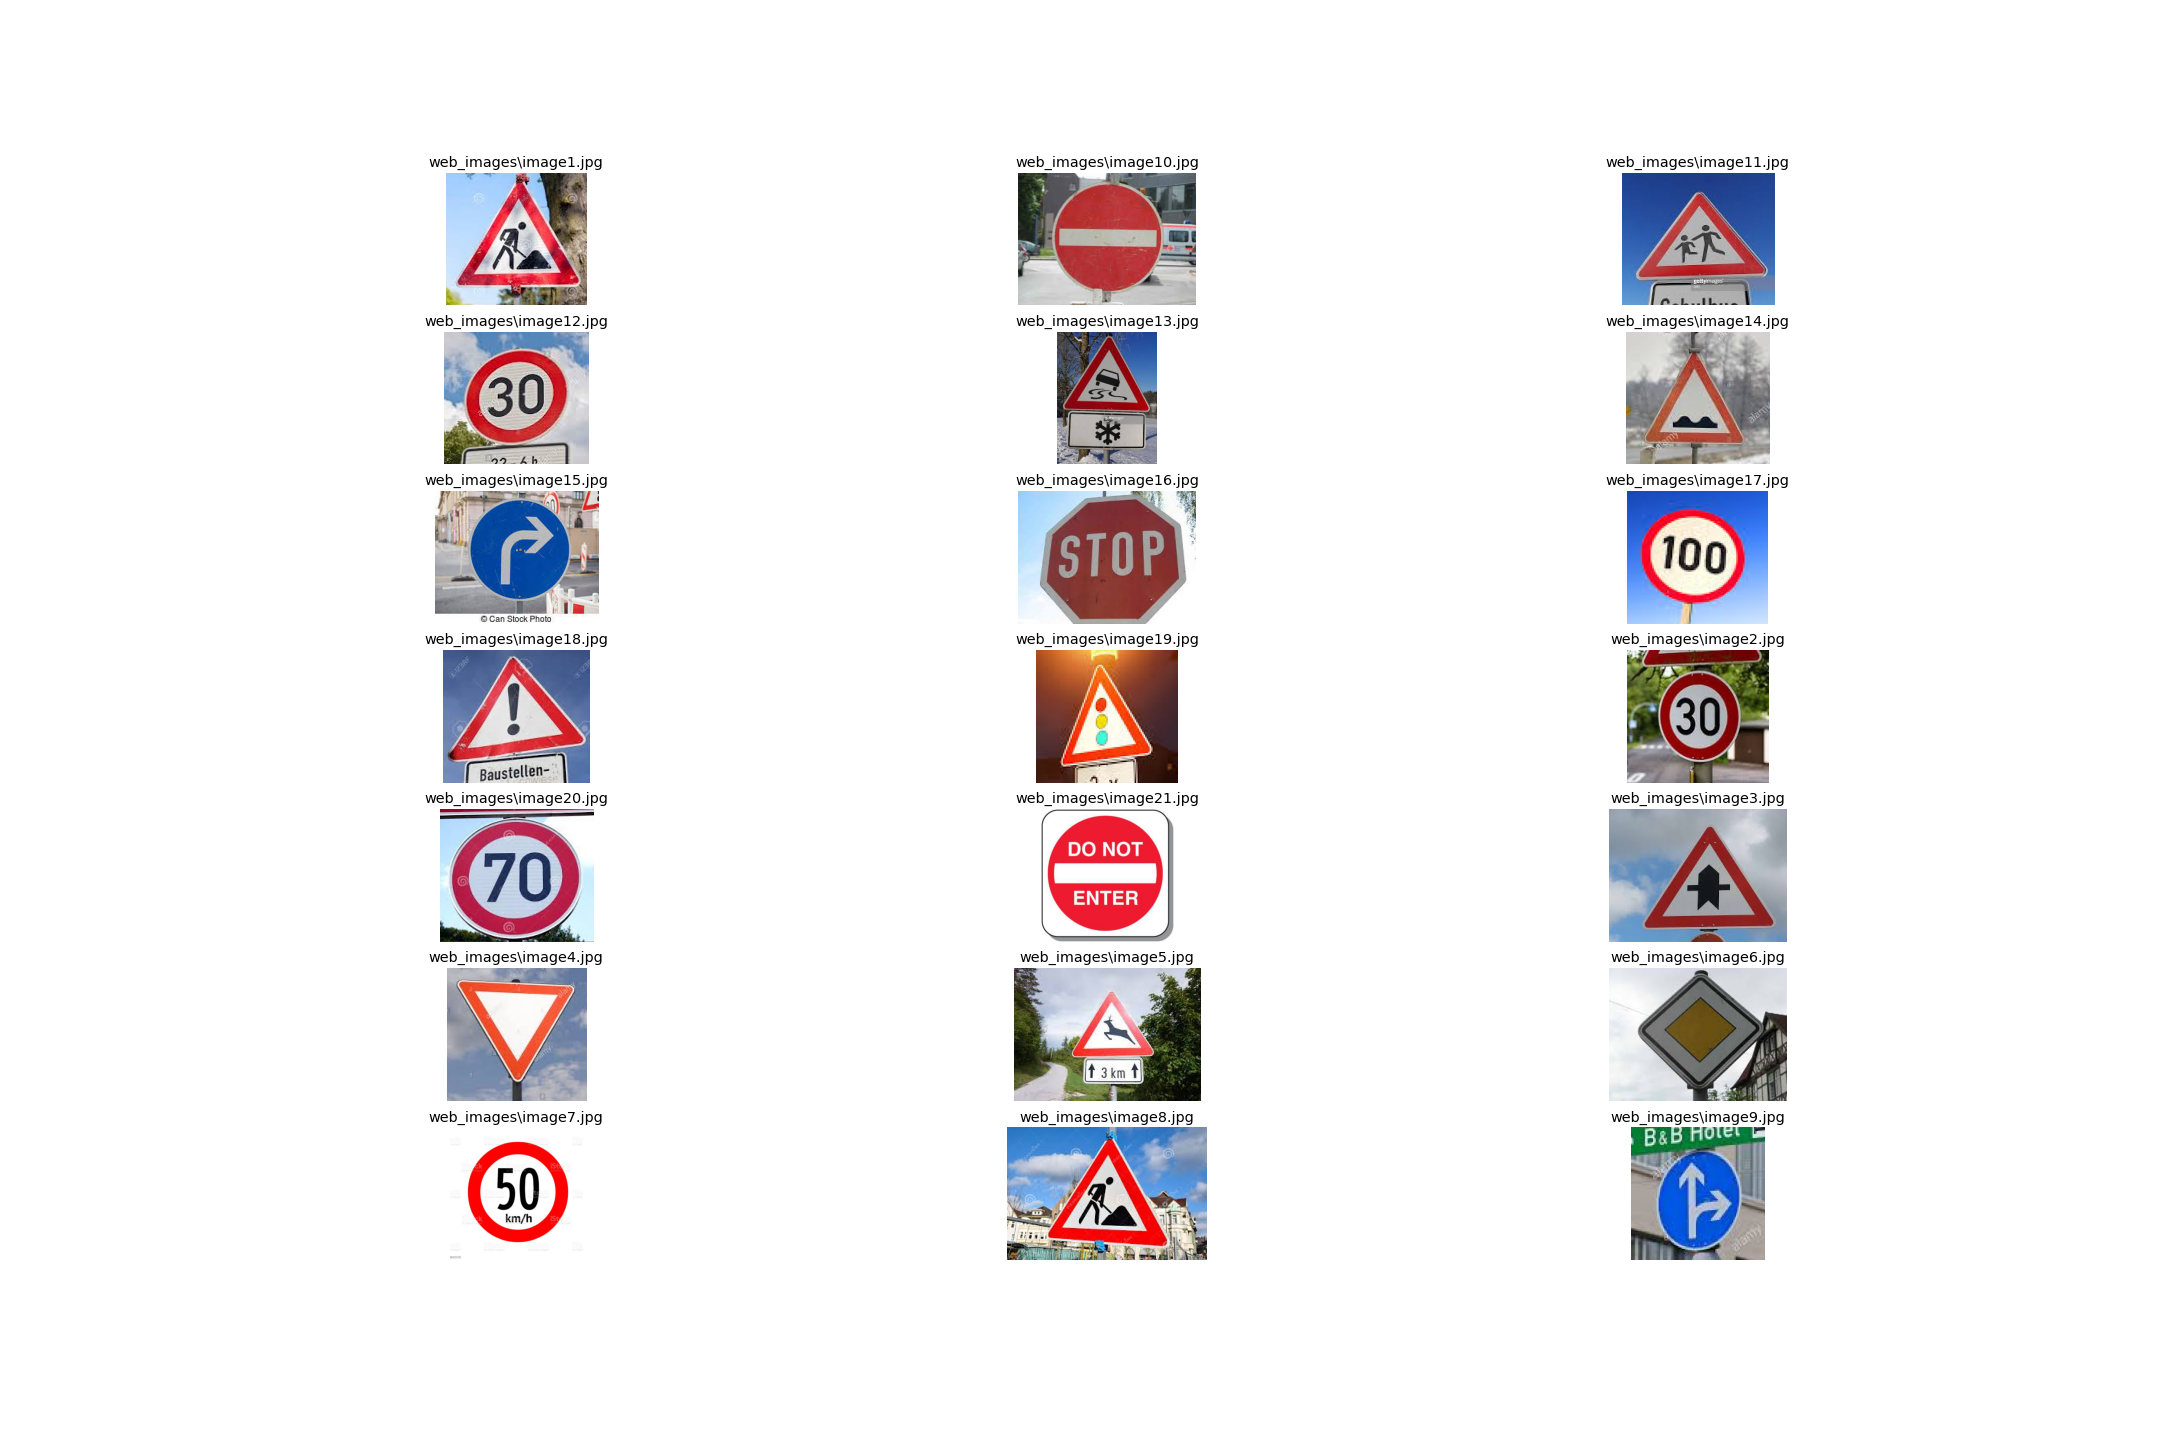 web_images\image1.jpg
web_images\image10.jpg
web_images\image11.jpg
web_images\image12.jpg
30
22-6h
web_images\image13.jpg
web_images\image14.jpg
web_images\image15.jpg
© Can Stock Photo
web_images\image16.jpg
STOP
web_images\image17.jpg
100
web_images\image18.jpg
Baustellen-
web_images\image19.jpg
web_images\image2.jpg
30
web_images\image20.jpg
70
web_images\image21.jpg
DO NOT
ENTER
web_images\image3.jpg
web_images\image4.jpg
web_images\image5.jpg
3 km
web_images\image6.jpg
web_images\image7.jpg
50
km/h
web_images\image8.jpg
web_images\image9.jpg
B&B Hotel
alamy